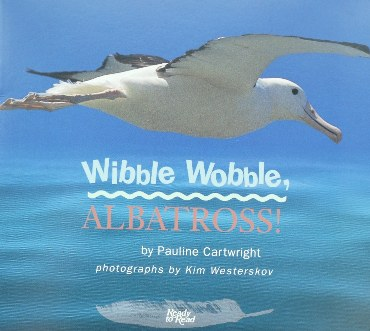 Wibble Wobble,
ALBATROSS!
by Pauline Cartwright
photographs by Kim Westerskov
Ready
to Read